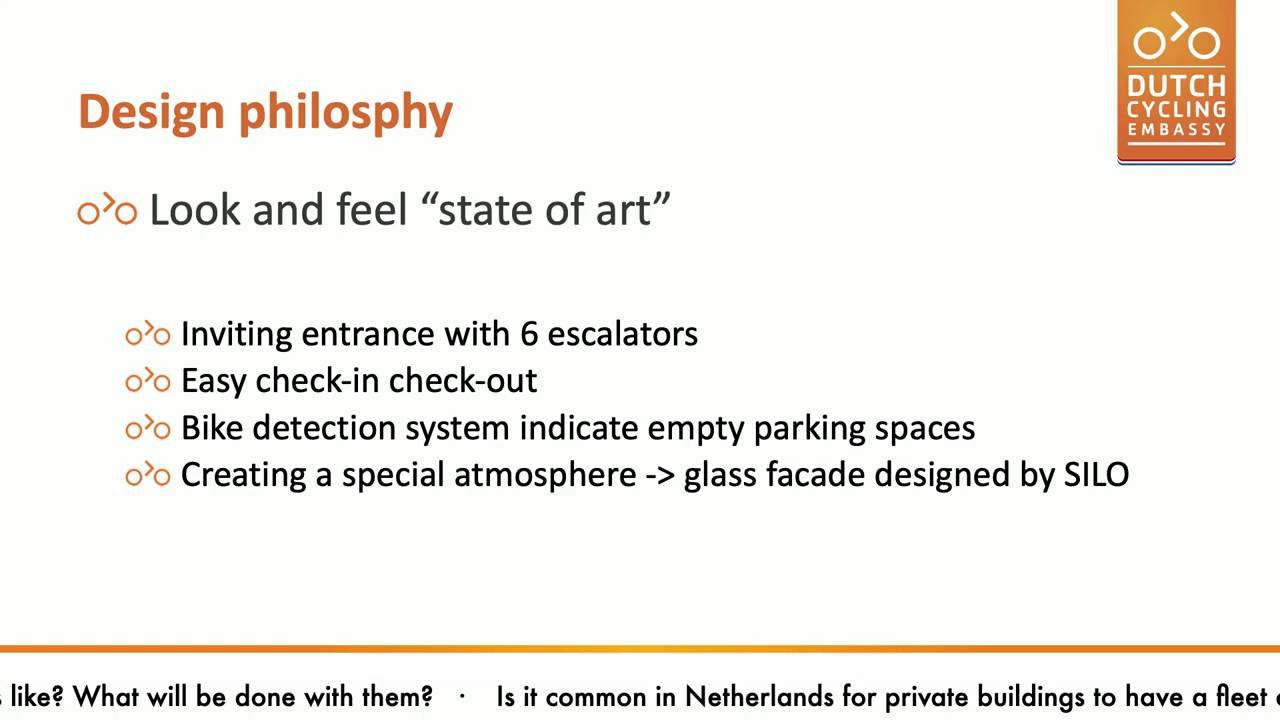 DUTCH
CYCLING
EMBASSY
Design philosphy
Look and feel “state of art”
Inviting entrance with 6 escalators
Easy check-in check-out
Bike detection system indicate empty parking spaces
Creating a special atmosphere -> glass facade designed by SILO
like? What will be done with them? · Is it common in Netherlands for private buildings to have a fleet